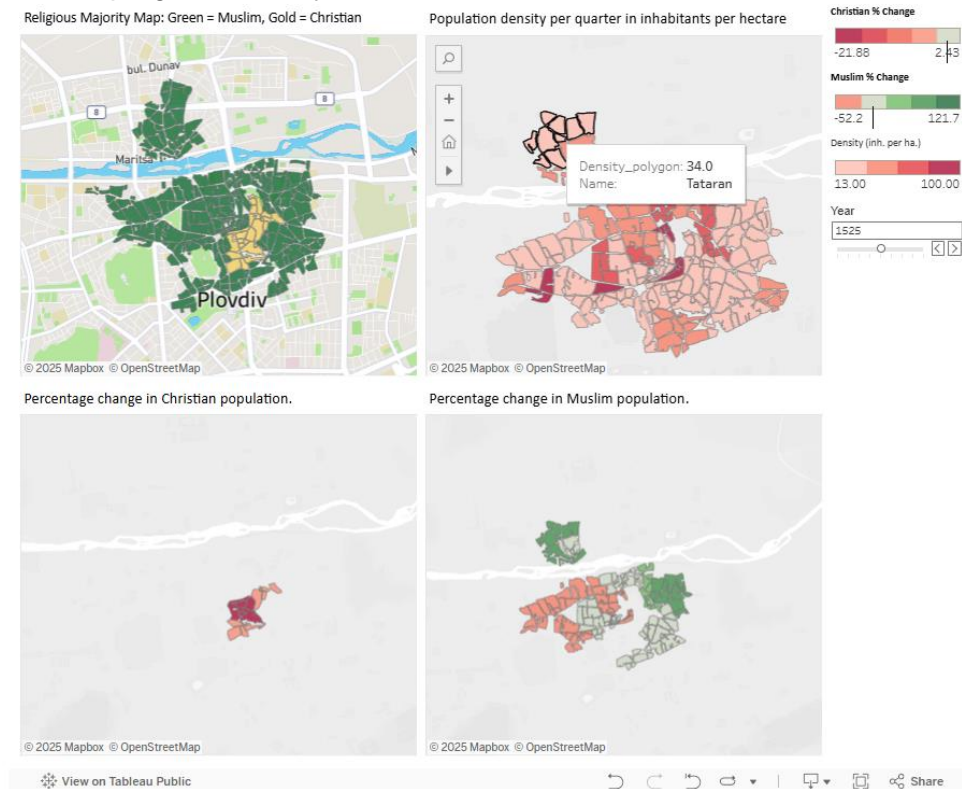 Religious Majority Map: Green = Muslim, Gold = Christian
bul. Dunav
8
8
Maritsa
Plovdiv
© 2025 Mapbox © OpenStreetMap
Population density per quarter in inhabitants per hectare
Density_polygon: 34.0
Name: Tataran
© 2025 Mapbox © OpenStreetMap
Christian % Change
-21.88 2.43
Muslim % Change
-52.2 121.7
Density (inh. per ha.)
13.00 100.00
Year
1525
Percentage change in Christian population.
© 2025 Mapbox © OpenStreetMap
Percentage change in Muslim population.
© 2025 Mapbox © OpenStreetMap
View on Tableau Public
Share